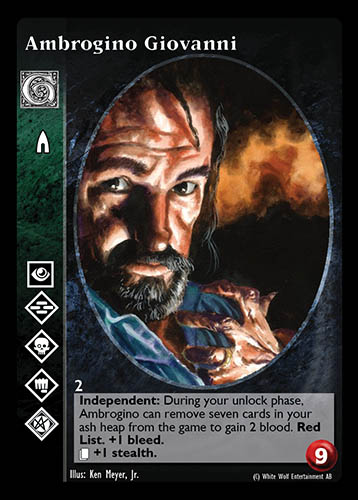 Ambrogino Giovanni
2
Independent: During your unlock phase,
Ambrogino can remove seven cards in your
ash heap from the game to gain 2 blood. Red
List. +1 bleed.
+1 stealth.
9
Illus: Ken Meyer, Jr.
(C) White Wolf Entertainment AB